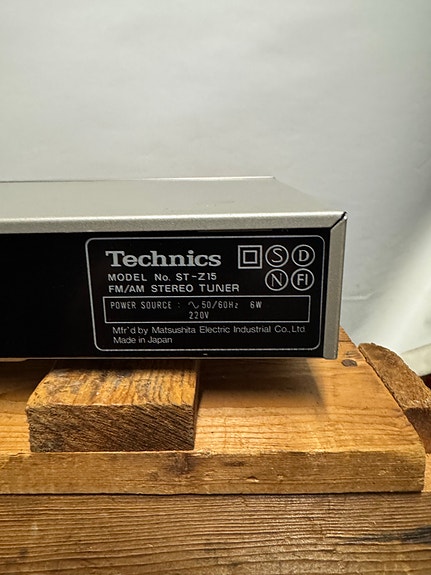 Technics S D
MODEL No. ST-Z15 N FI
FM/AM STEREO TUNER
POWER SOURCE : ∿ 50/60Hz 6W
220V
Mfr'd by Matsushita Electric Industrial Co., Ltd
Made in Japan